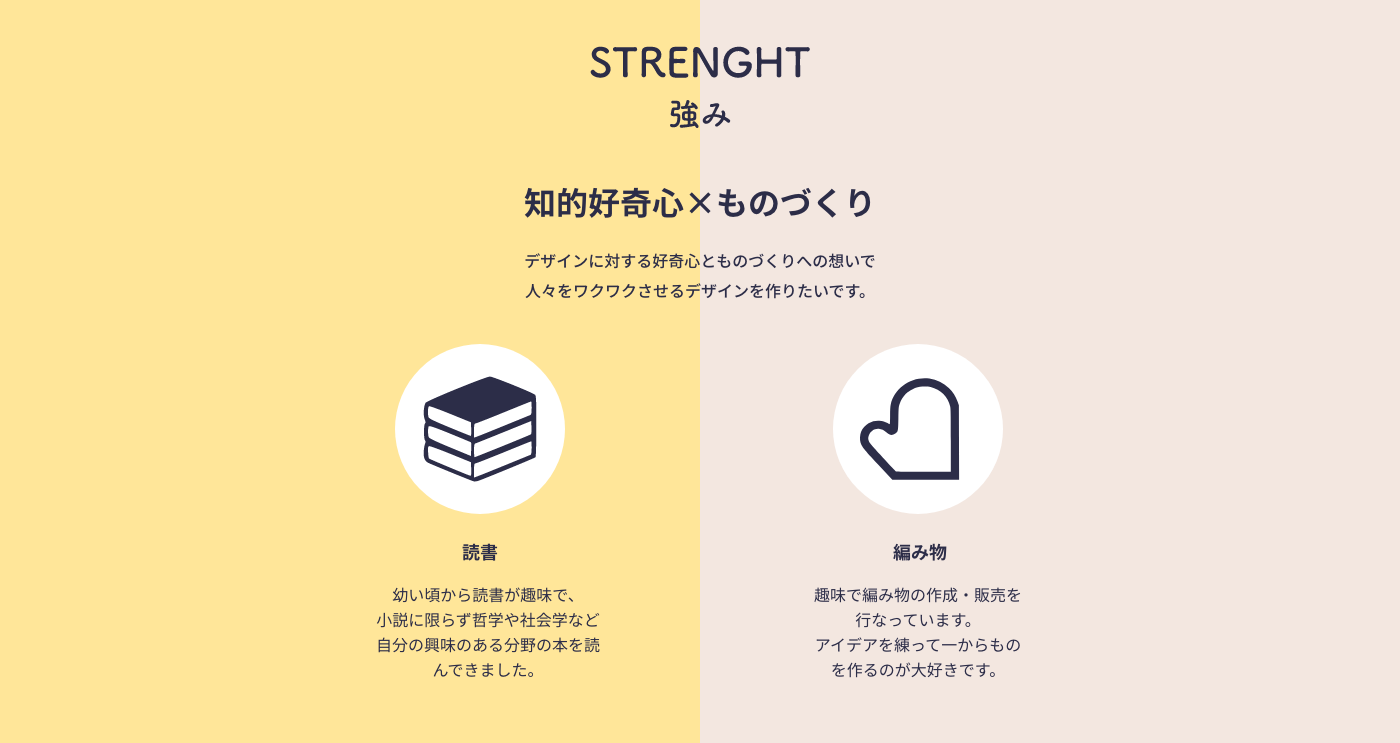 STRENGHT
強み
知的好奇心×ものづくり
デザインに対する好奇心とものづくりへの想いで
人々をワクワクさせるデザインを作りたいです。
読書
幼い頃から読書が趣味で、
小説に限らず哲学や社会学など
自分の興味のある分野の本を読
んできました。
編み物
趣味で編み物の作成・販売を
行なっています。
アイデアを練って一からもの
を作るのが大好きです。